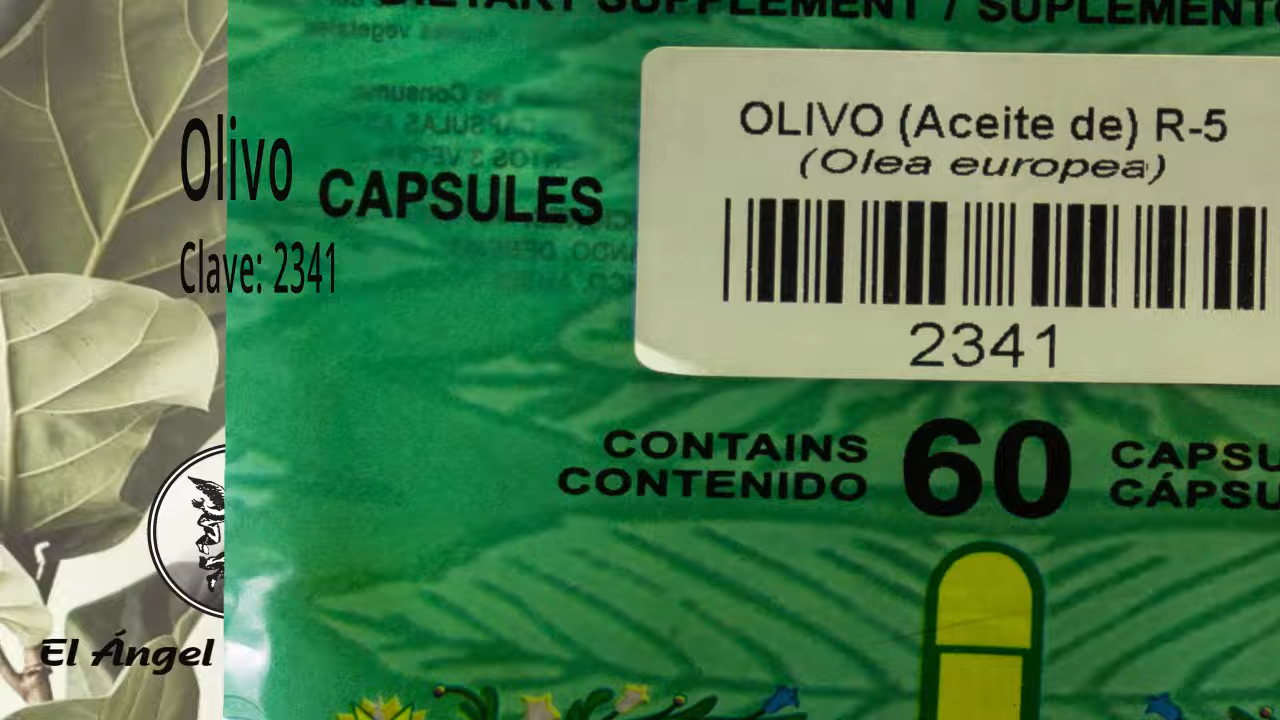 DIETARY SUPPLEMENT / SUPLEMENTO
OLIVO (Aceite de) R-5
(Olea europea)
Olivo
CAPSULES
Clave: 2341
2341
CONTAINS 60 CAPSU
CONTENIDO CÁPSU
El Ángel